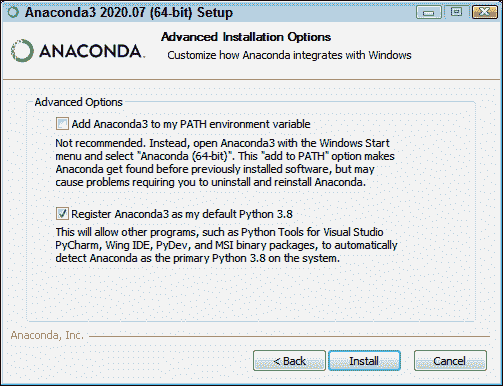 Anaconda3 2020.07 (64-bit) Setup
ANACONDA.
Advanced Installation Options
Customize how Anaconda integrates with Windows
Advanced Options
Add Anaconda3 to my PATH environment variable
Not recommended. Instead, open Anaconda3 with the Windows Start
menu and select "Anaconda (64-bit)". This "add to PATH" option makes
Anaconda get found before previously installed software, but may
cause problems requiring you to uninstall and reinstall Anaconda.
Register Anaconda3 as my default Python 3.8
This will allow other programs, such as Python Tools for Visual Studio
PyCharm, Wing IDE, PyDev, and MSI binary packages, to automatically
detect Anaconda as the primary Python 3.8 on the system.
Anaconda, Inc.
< Back
Install
Cancel